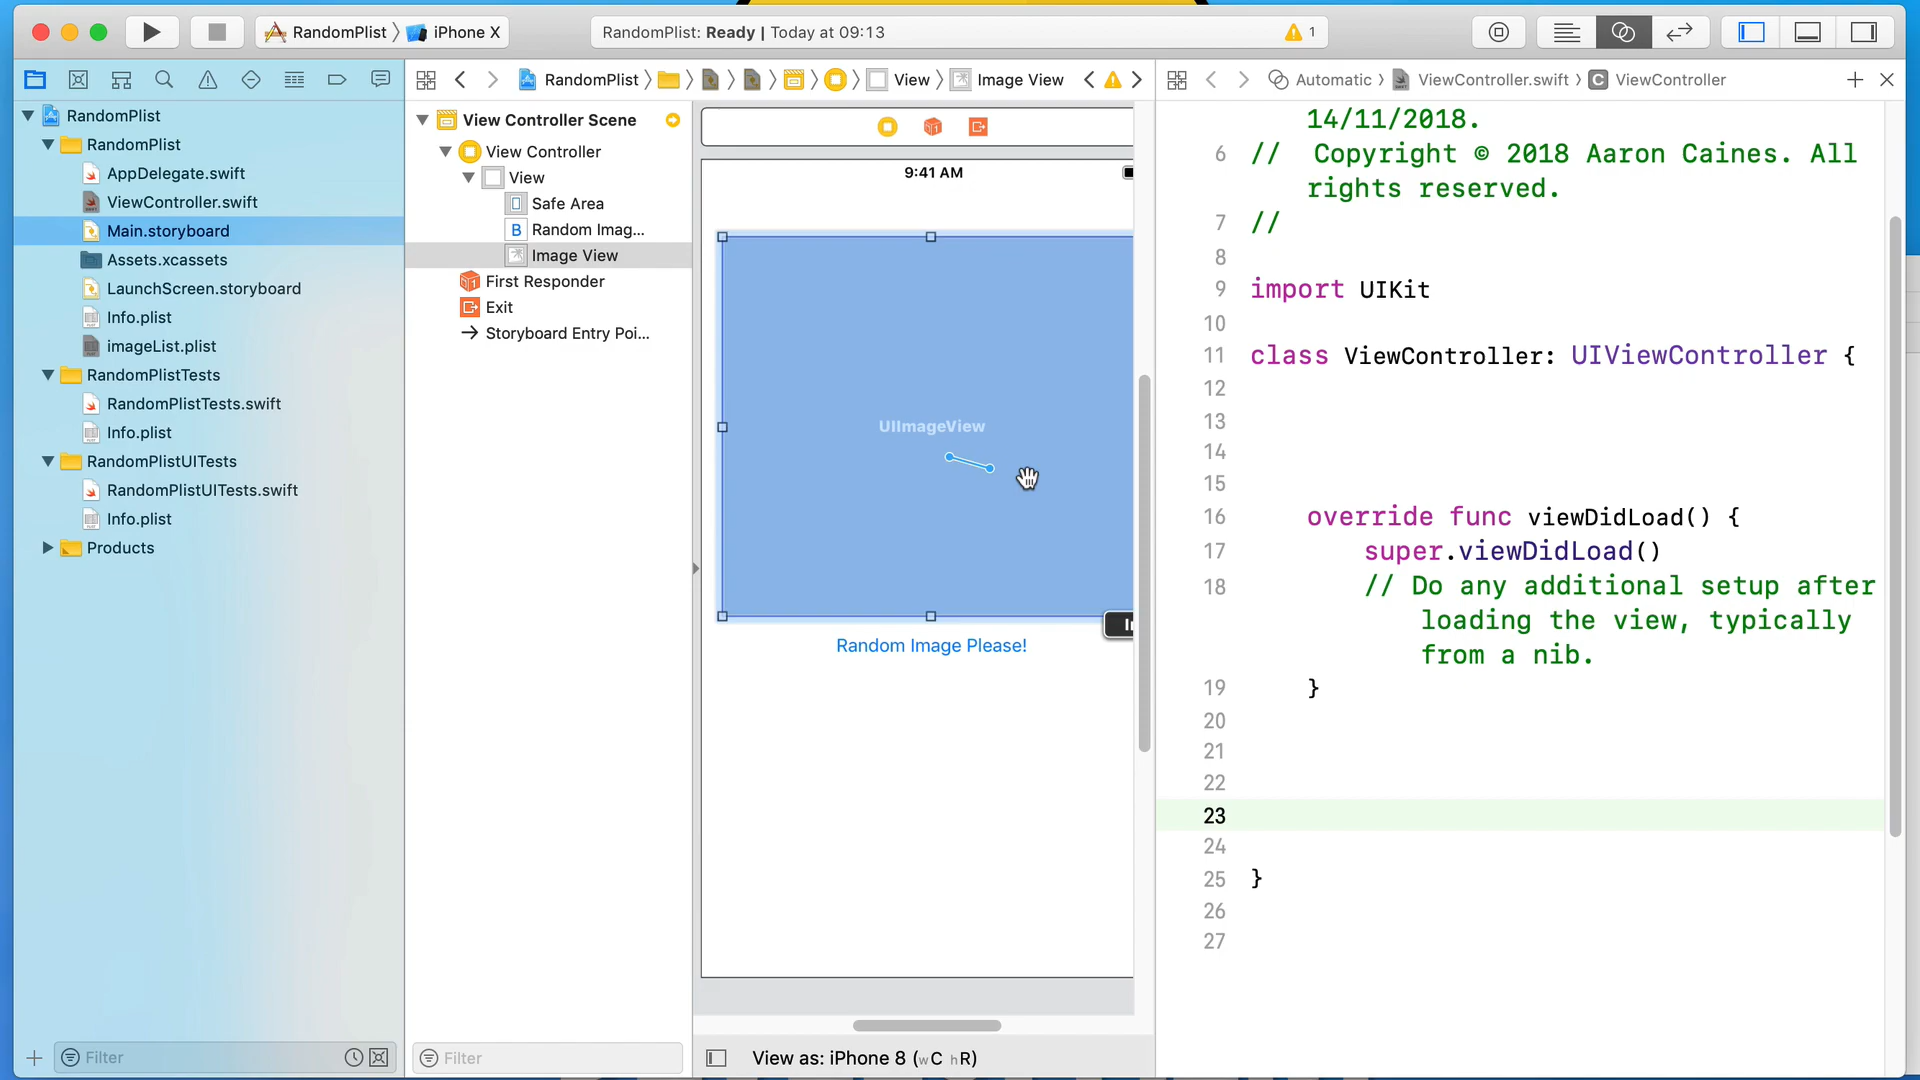 RandomPlist
iPhone X
RandomPlist: Ready | Today at 09:13
1
RandomPlist
View
Image View
Automatic
ViewController.swift
C
ViewController
RandomPlist
RandomPlist
AppDelegate.swift
ViewController.swift
Main.storyboard
Assets.xcassets
LaunchScreen.storyboard
Info.plist
imageList.plist
RandomPlistTests
RandomPlistTests.swift
Info.plist
RandomPlistUITests
RandomPlistUITests.swift
Info.plist
Products
Filter
View Controller Scene
View Controller
View
Safe Area
B Random Imag...
Image View
First Responder
Exit
Storyboard Entry Poi...
Filter
9:41 AM
UIImageView
Random Image Please!
View as: iPhone 8 (wC hR)
14/11/2018.
6 //  Copyright © 2018 Aaron Caines. All
rights reserved.
7 //
8
9 import UIKit
10
11 class ViewController: UIViewController {
12
13
14
15
16 override func viewDidLoad() {
17 super.viewDidLoad()
18 // Do any additional setup after
loading the view, typically
from a nib.
19 }
20
21
22
23
24
25 }
26
27